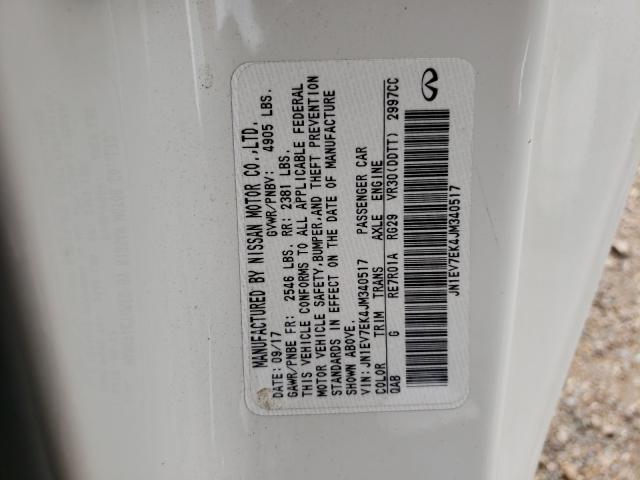 MANUFACTURED BY NISSAN MOTOR CO.,LTD.
DATE: 09/17 GVWR/PNBV: 4905 LBS.
GAWR/PNBE FR: 2546 LBS. RR: 2381 LBS.
THIS VEHICLE CONFORMS TO ALL APPLICABLE FEDERAL
MOTOR VEHICLE SAFETY,BUMPER,AND THEFT PREVENTION
STANDARDS IN EFFECT ON THE DATE OF MANUFACTURE
SHOWN ABOVE.
VIN: JN1EV7EK4JM340517 PASSENGER CAR
COLOR TRIM TRANS AXLE ENGINE
QAB G RE7R01A RG29 VR30(DDTT) 2997CC
JN1EV7EK4JM340517